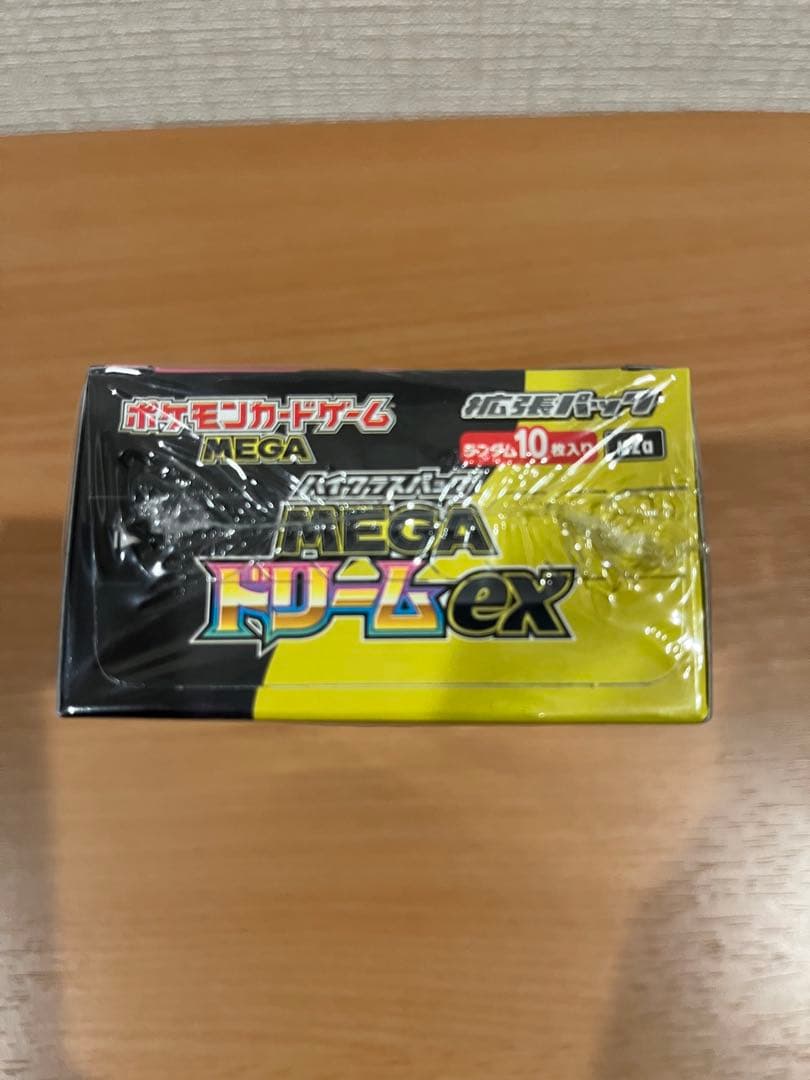 ポケモンカードゲーム
MEGA
拡張パック
ランダム10枚入り
ハイクラスパック
MEGA
ドリームex